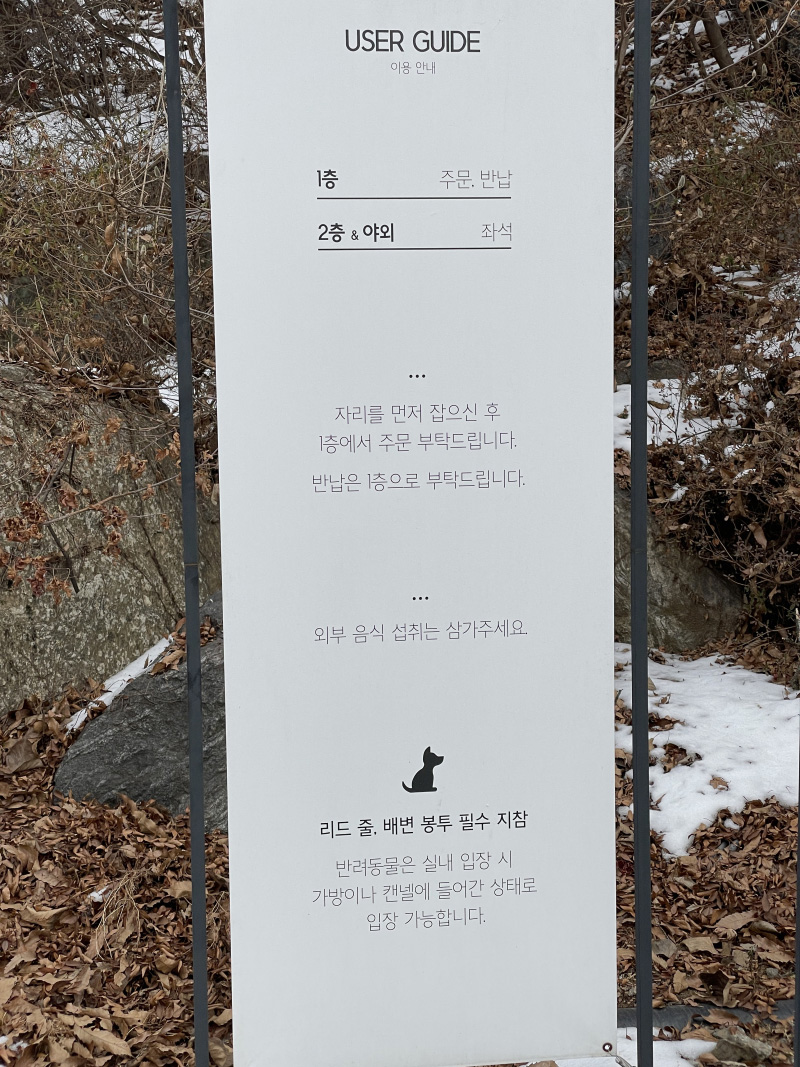 USER GUIDE
이용 안내
1층 주문. 반납
2층 & 야외 좌석
...
자리를 먼저 잡으신 후
1층에서 주문 부탁드립니다.
반납은 1층으로 부탁드립니다.
...
외부 음식 섭취는 삼가주세요.
리드 줄, 배변 봉투 필수 지참
반려동물은 실내 입장 시
가방이나 캔넬에 들어간 상태로
입장 가능합니다.